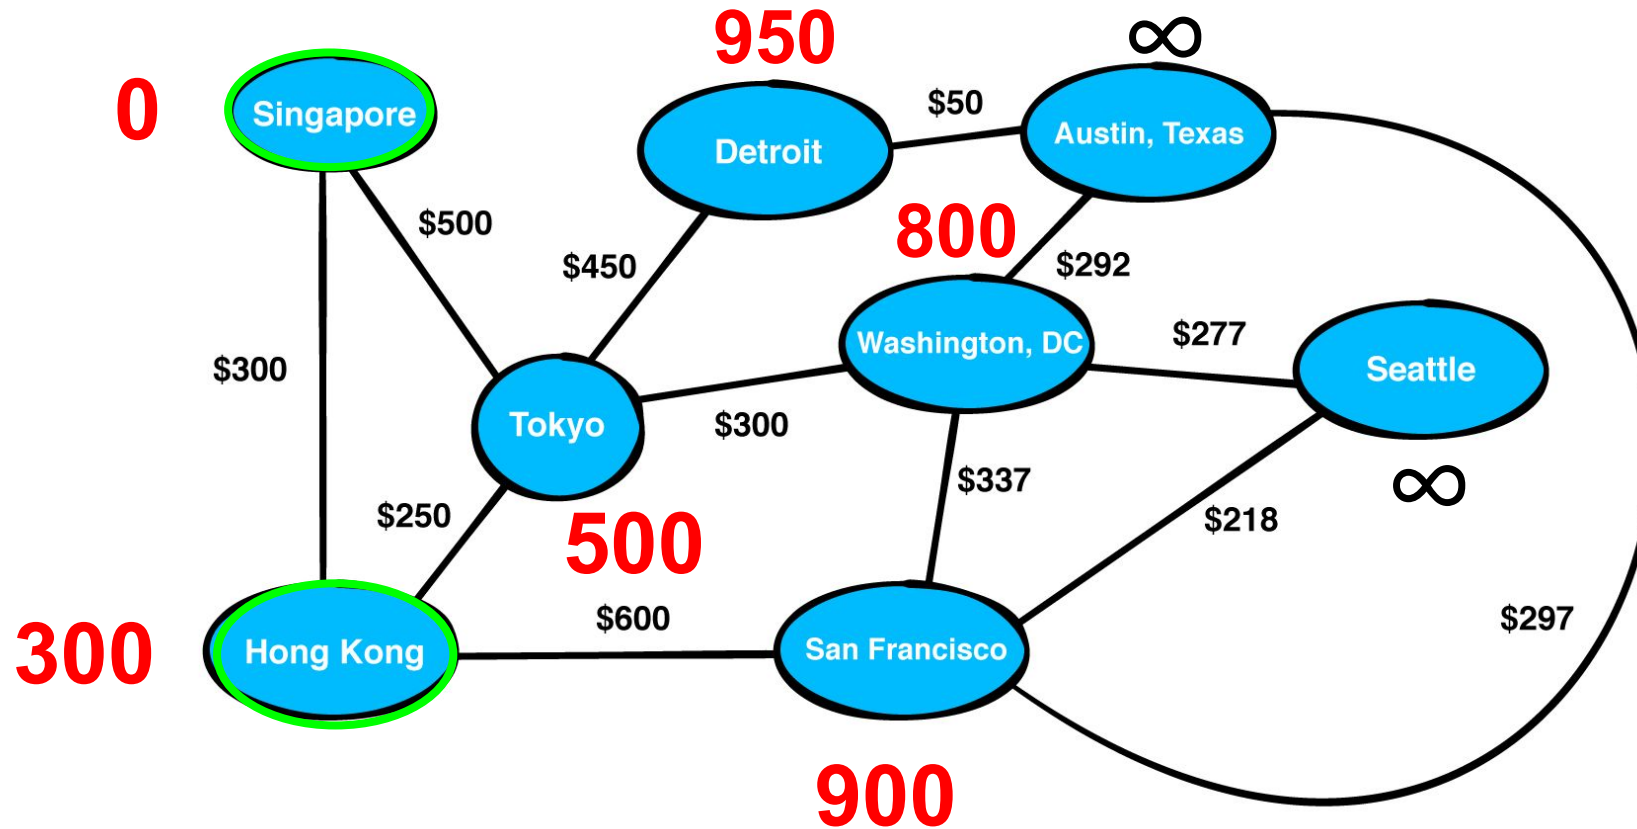 950
∞
0
Singapore
$50
Austin, Texas
Detroit
$500
800
$450
$292
Washington, DC
$277
$300
Seattle
Tokyo
$300
$337
∞
$250
500
$218
$600
$297
300
Hong Kong
San Francisco
900